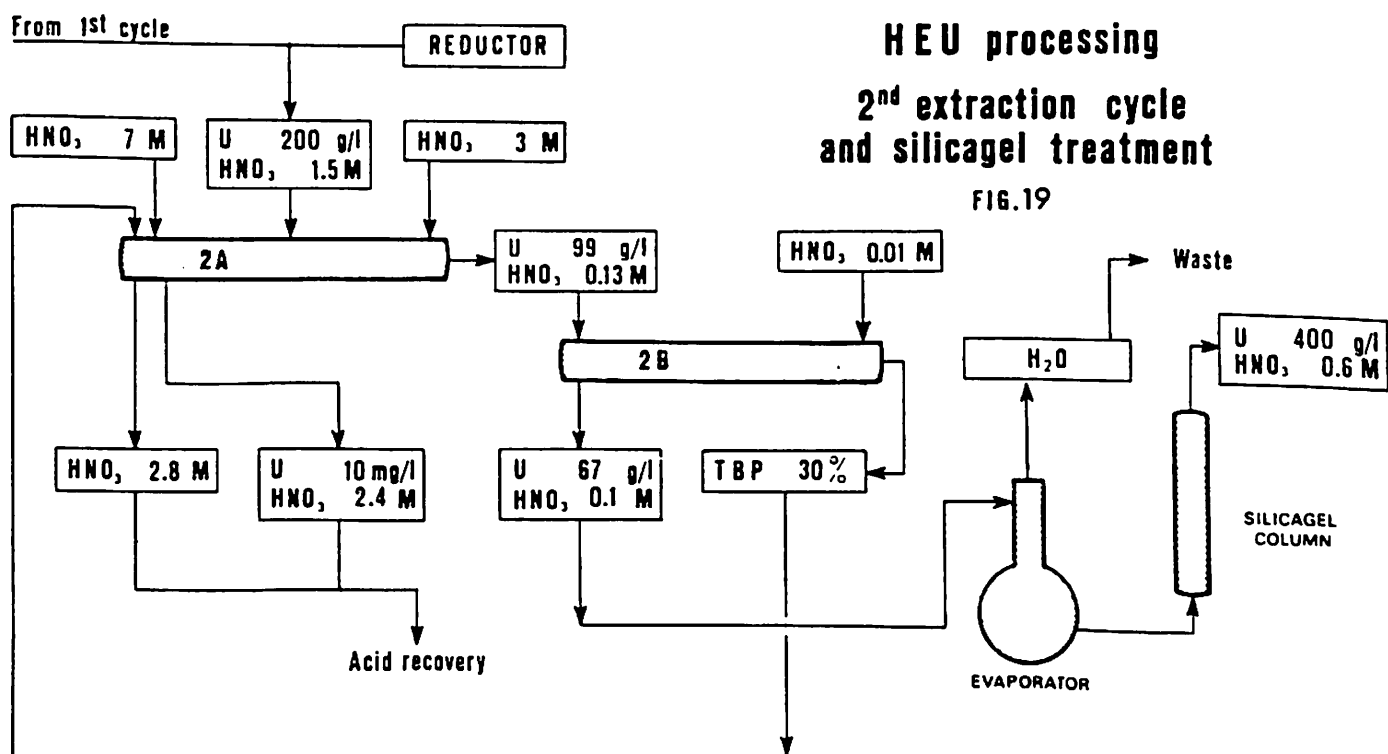 From 1st cycle
REDUCTOR
HEU processing
2nd extraction cycle
and silicagel treatment
FIG.19
HNO₃ 7 M
U 200 g/l
HNO₃ 1.5 M
HNO₃ 3 M
2A
U 99 g/l
HNO₃ 0.13 M
HNO₃ 0.01 M
Waste
2B
H₂O
U 400 g/l
HNO₃ 0.6 M
HNO₃ 2.8 M
U 10 mg/l
HNO₃ 2.4 M
U 67 g/l
HNO₃ 0.1 M
TBP 30%
SILICAGEL
COLUMN
Acid recovery
EVAPORATOR